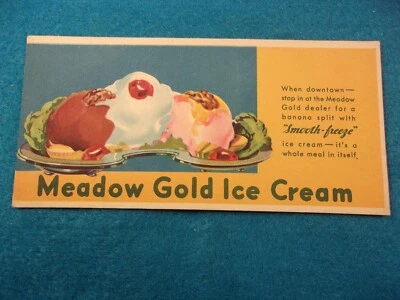 When downtown—
stop in at the Meadow
Gold dealer for a
banana split with
"Smooth-freeze"
ice cream—it's a
whole meal in itself.
Meadow Gold Ice Cream